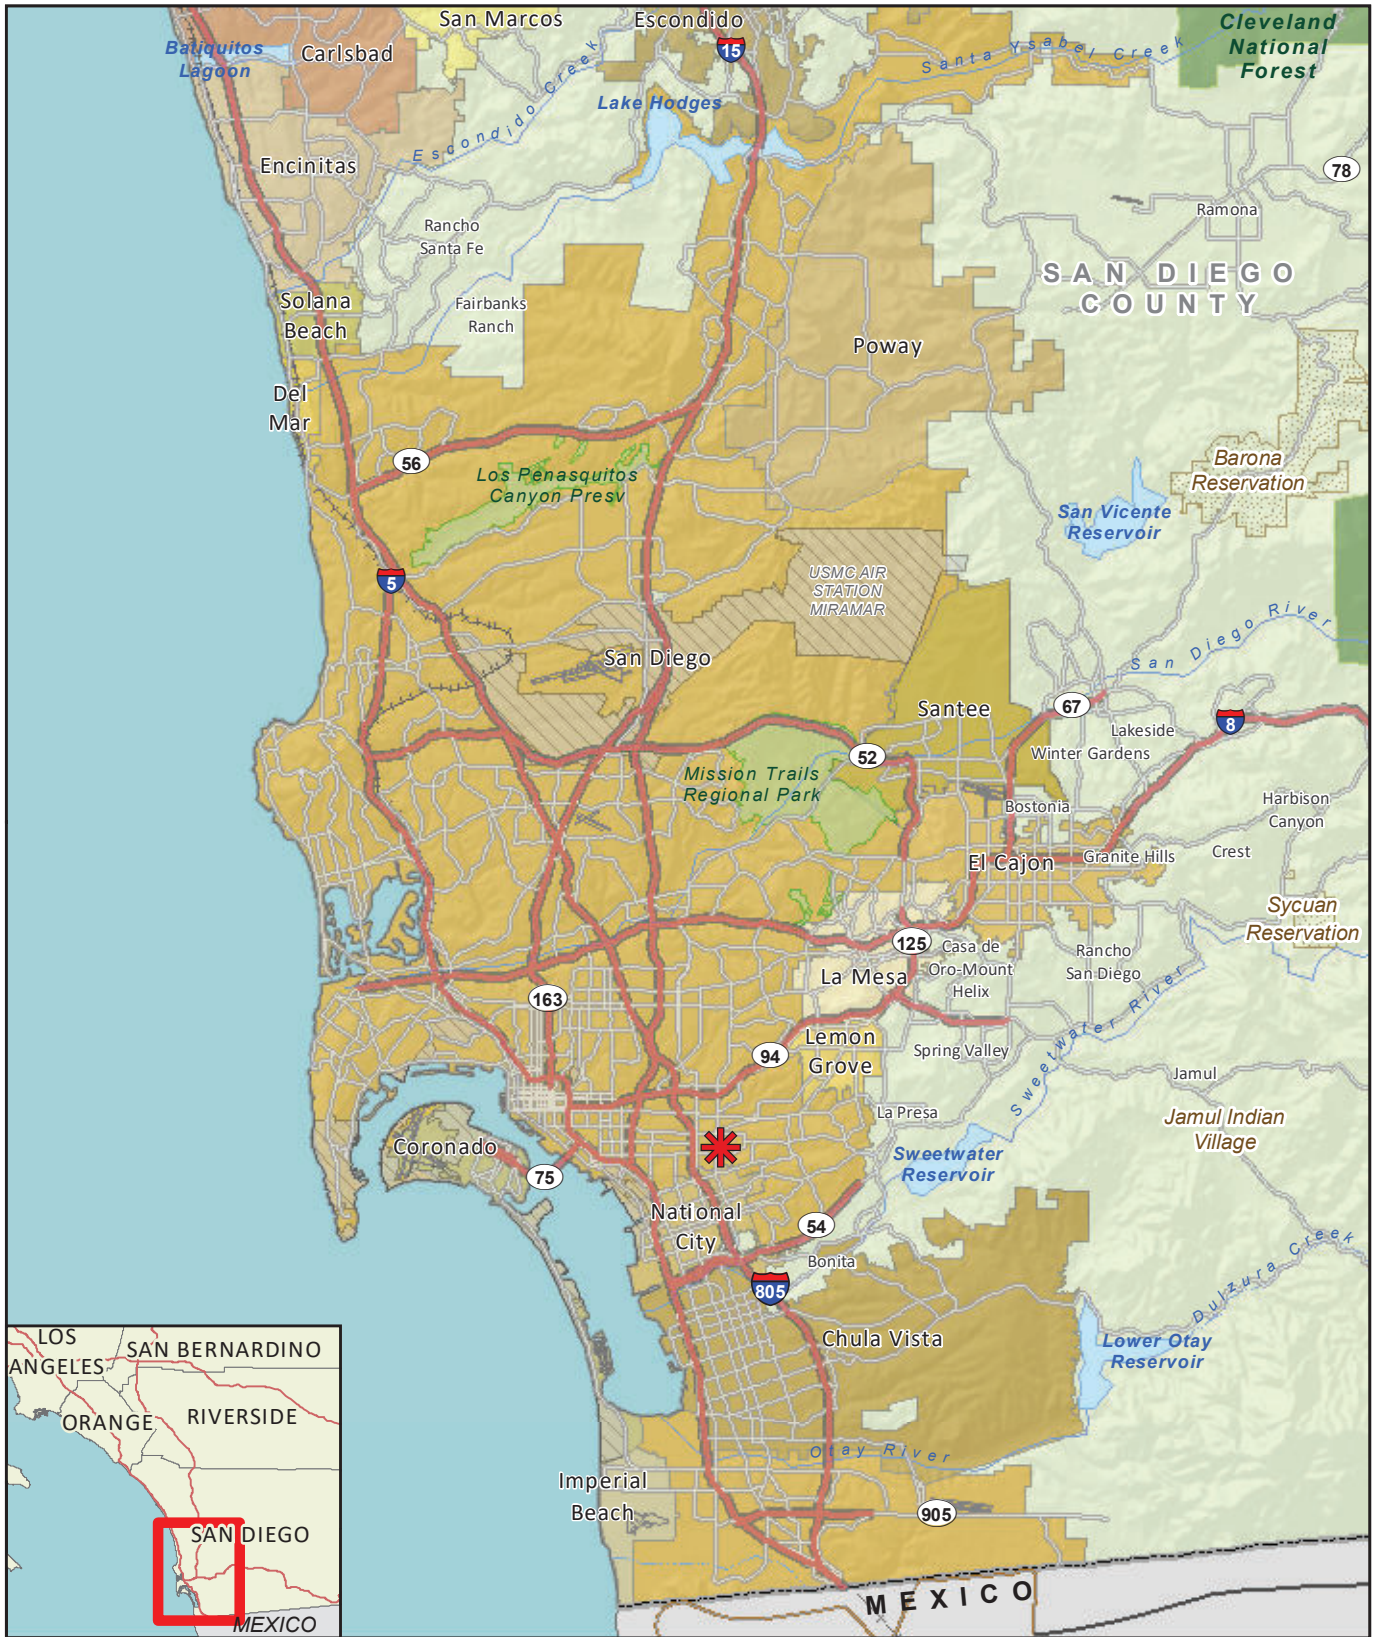 San Marcos
Escondido
Cleveland
National
Forest
Batiquitos
Lagoon
Carlsbad
15
Santa Ysabel Creek
Lake Hodges
Escondido Creek
Encinitas
78
Ramona
Rancho
Santa Fe
SAN DIEGO
COUNTY
Solana
Beach
Fairbanks
Ranch
Poway
Del
Mar
56
Los Penasquitos
Canyon Presv
Barona
Reservation
San Vicente
Reservoir
5
USMC AIR
STATION
MIRAMAR
San Diego River
San Diego
Santee
67
8
Lakeside
Winter Gardens
52
Mission Trails
Regional Park
Bostonia
Harbison
Canyon
El Cajon
Granite Hills
Crest
Sycuan
Reservation
125
Casa de
Oro-Mount
Helix
Rancho
San Diego
La Mesa
163
Sweetwater River
Lemon
Grove
94
Spring Valley
Jamul
La Presa
Jamul Indian
Village
Coronado
75
Sweetwater
Reservoir
National
City
54
Bonita
Dulzura Creek
805
Chula Vista
Lower Otay
Reservoir
Otay River
Imperial
Beach
905
MEXICO
LOS
ANGELES
SAN BERNARDINO
ORANGE
RIVERSIDE
SAN DIEGO
MEXICO